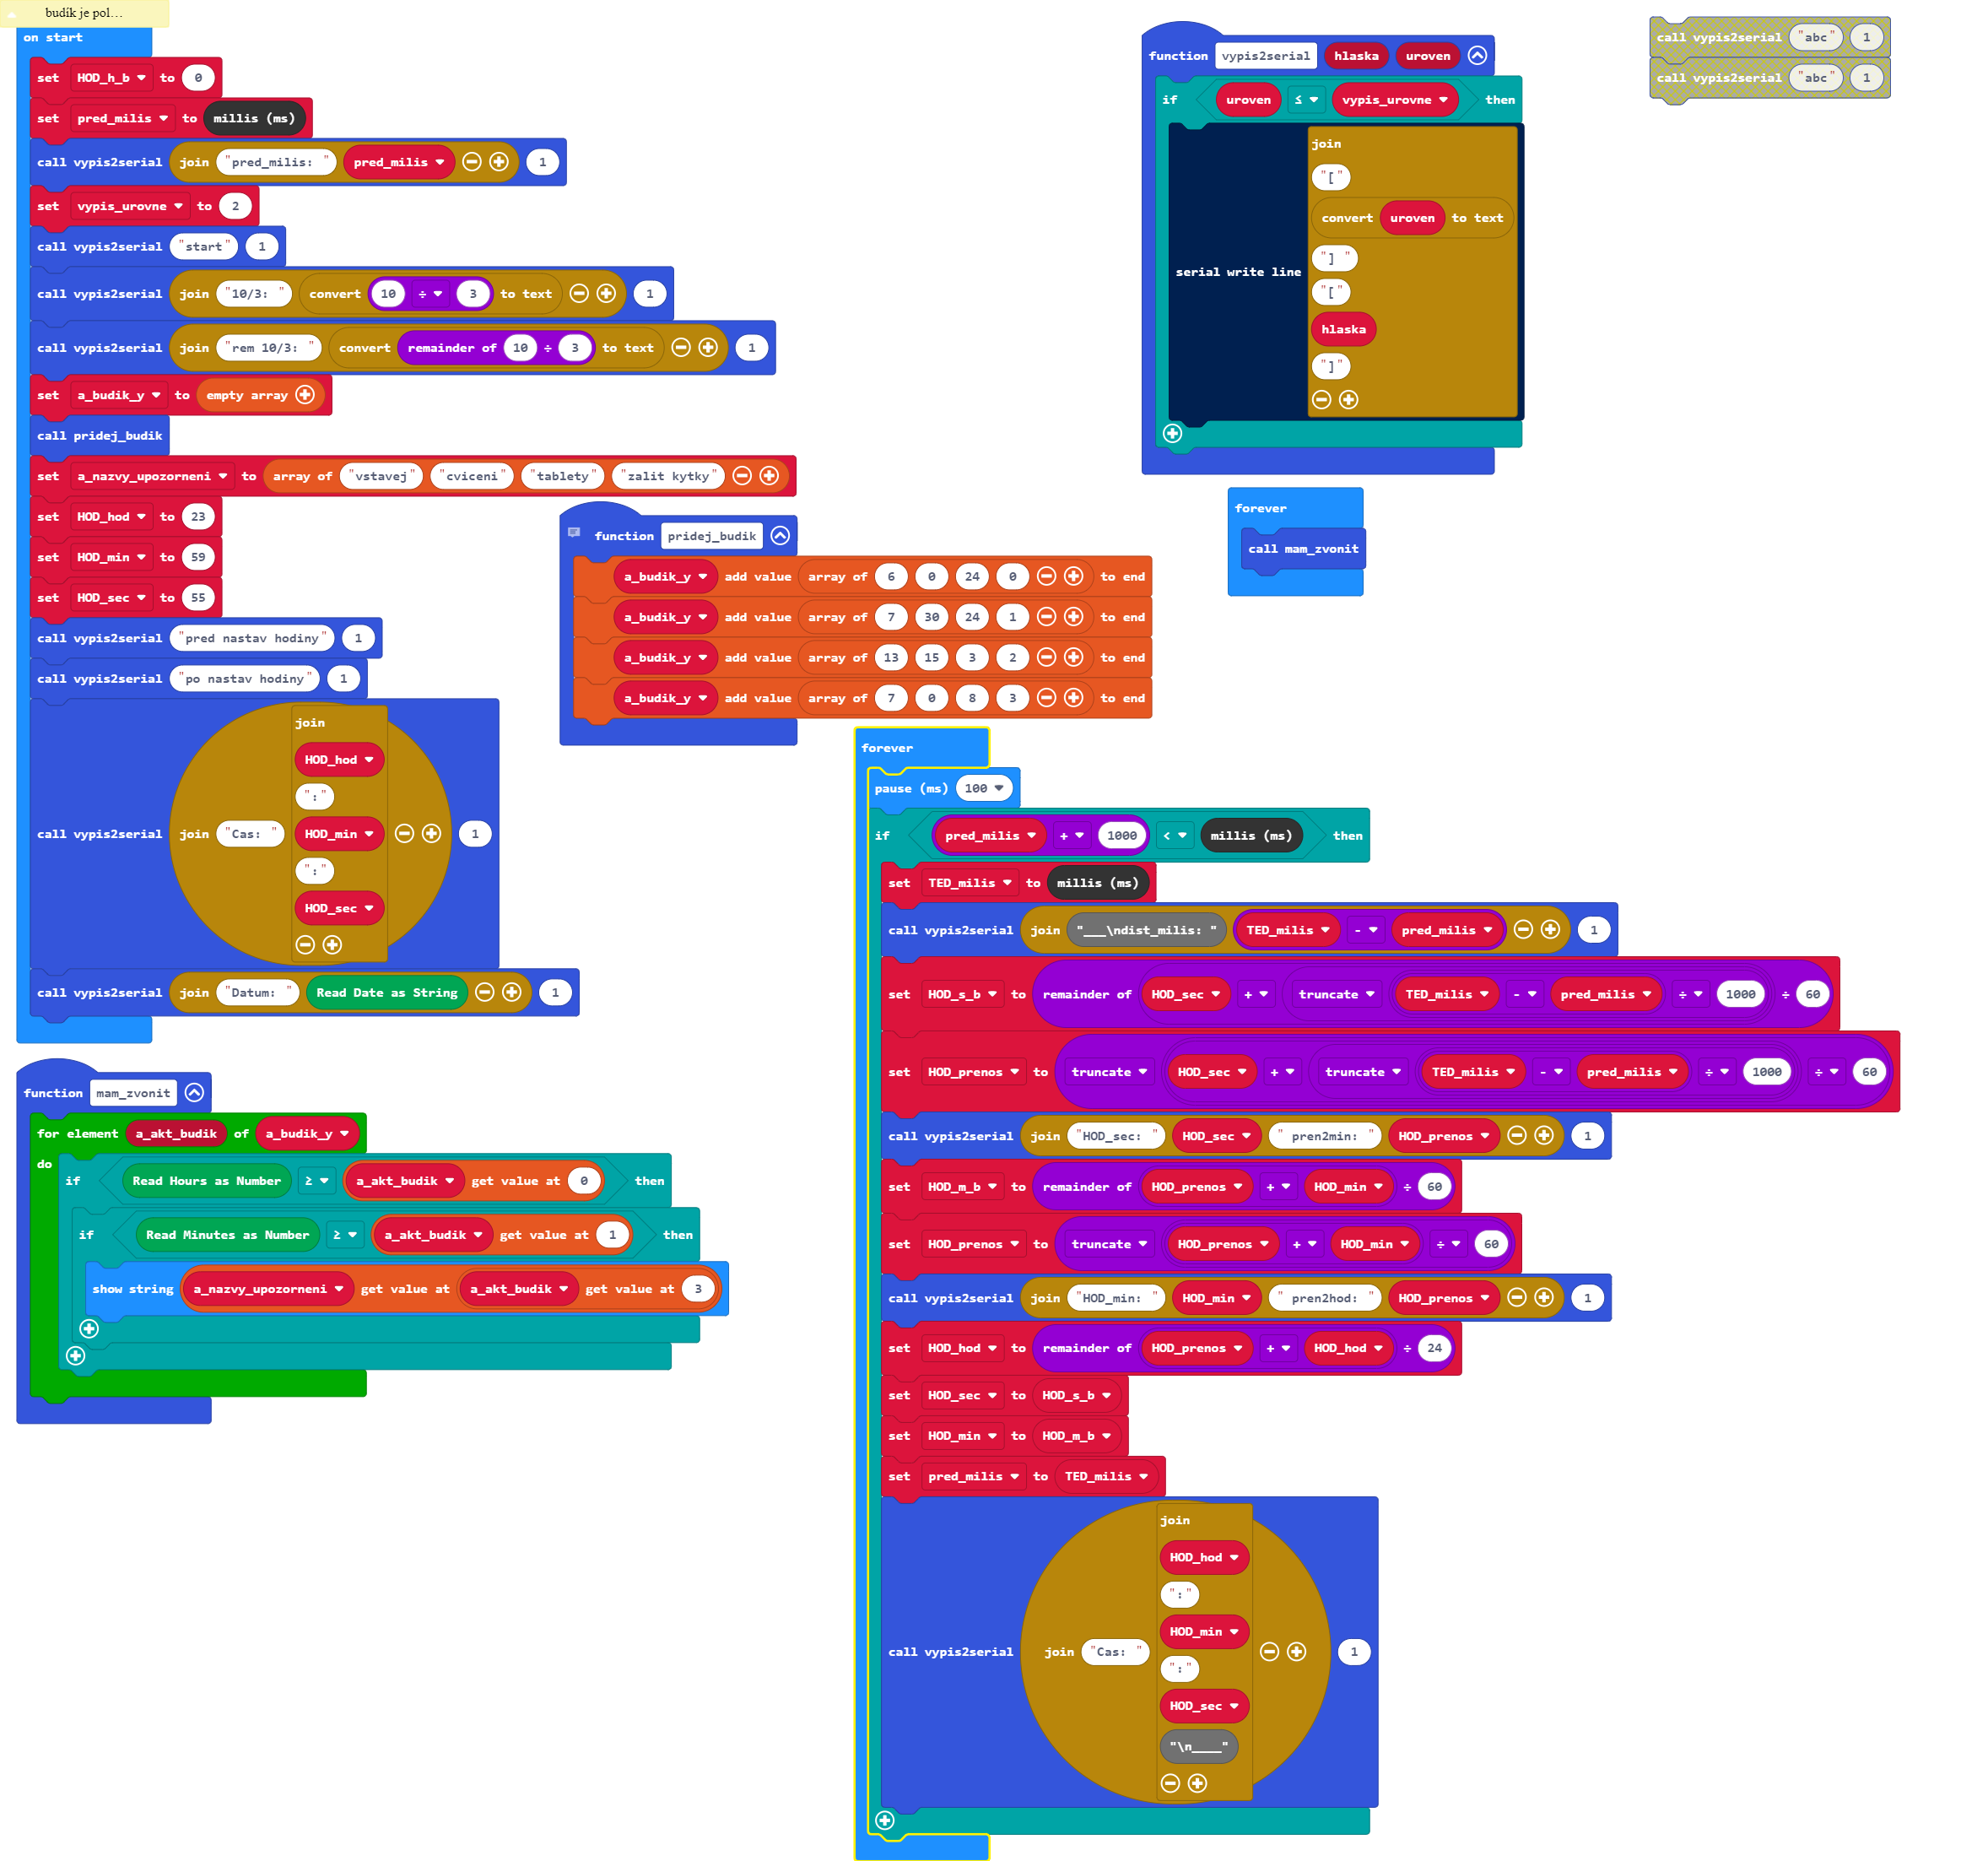 budík je pol…
on start
set HOD_h_b to 0
set pred_milis to millis (ms)
call vypis2serial join "pred_milis: " pred_milis 1
set vypis_urovne to 2
call vypis2serial "start" 1
call vypis2serial join "10/3: " convert 10 ÷ 3 to text 1
call vypis2serial join "rem 10/3: " convert remainder of 10 ÷ 3 to text 1
set a_budik_y to empty array
call pridej_budik
set a_nazvy_upozorneni to array of "vstavej" "cviceni" "tablety" "zalit kytky"
set HOD_hod to 23
set HOD_min to 59
set HOD_sec to 55
call vypis2serial "pred nastav hodiny" 1
call vypis2serial "po nastav hodiny" 1
call vypis2serial join "Cas: " join HOD_hod ":" HOD_min ":" HOD_sec 1
call vypis2serial join "Datum: " Read Date as String 1
function mam_zvonit
for element a_akt_budik of a_budik_y
do
if Read Hours as Number ≥ a_akt_budik get value at 0 then
if Read Minutes as Number ≥ a_akt_budik get value at 1 then
show string a_nazvy_upozorneni get value at a_akt_budik get value at 3
function pridej_budik
a_budik_y add value array of 6 0 24 0 to end
a_budik_y add value array of 7 30 24 1 to end
a_budik_y add value array of 13 15 3 2 to end
a_budik_y add value array of 7 0 8 3 to end
function vypis2serial hlaska uroven
if uroven ≤ vypis_urovne then
serial write line join
"["
convert uroven to text
"] "
"["
hlaska
"]"
call vypis2serial "abc" 1
call vypis2serial "abc" 1
forever
call mam_zvonit
forever
pause (ms) 100
if pred_milis + 1000 < millis (ms) then
set TED_milis to millis (ms)
call vypis2serial join "___\ndist_milis: " TED_milis - pred_milis 1
set HOD_s_b to remainder of HOD_sec + truncate TED_milis - pred_milis ÷ 1000 ÷ 60
set HOD_prenos to truncate HOD_sec + truncate TED_milis - pred_milis ÷ 1000 ÷ 60
call vypis2serial join "HOD_sec: " HOD_sec " pren2min: " HOD_prenos 1
set HOD_m_b to remainder of HOD_prenos + HOD_min ÷ 60
set HOD_prenos to truncate HOD_prenos + HOD_min ÷ 60
call vypis2serial join "HOD_min: " HOD_min " pren2hod: " HOD_prenos 1
set HOD_hod to remainder of HOD_prenos + HOD_hod ÷ 24
set HOD_sec to HOD_s_b
set HOD_min to HOD_m_b
set pred_milis to TED_milis
call vypis2serial join "Cas: " join HOD_hod ":" HOD_min ":" HOD_sec "\n____" 1